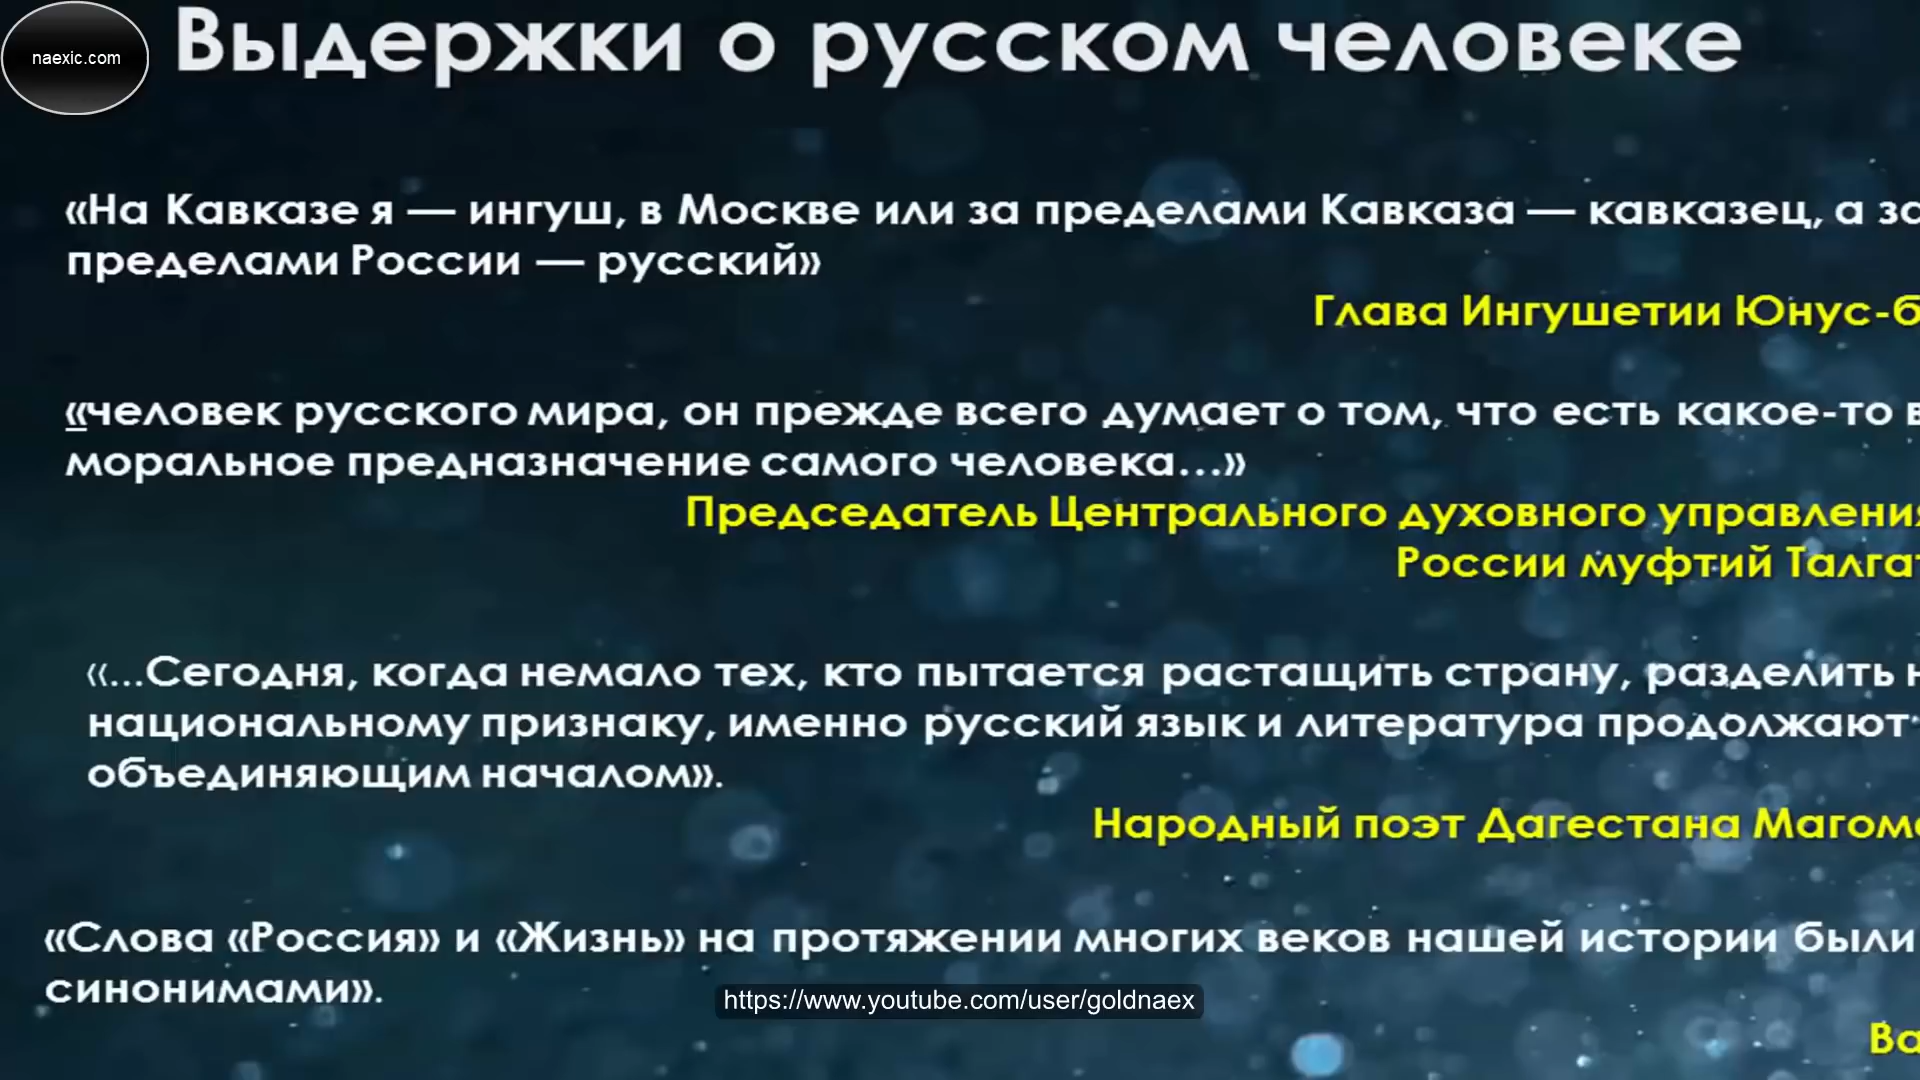 naexic.com
Выдержки о русском человеке
«На Кавказе я — ингуш, в Москве или за пределами Кавказа — кавказец, а за
пределами России — русский»
Глава Ингушетии Юнус-б
«человек русского мира, он прежде всего думает о том, что есть какое-то в
моральное предназначение самого человека...»
Председатель Центрального духовного управления
России муфтий Талгат
«...Сегодня, когда немало тех, кто пытается растащить страну, разделить н
национальному признаку, именно русский язык и литература продолжают
объединяющим началом».
Народный поэт Дагестана Магоме
«Слова «Россия» и «Жизнь» на протяжении многих веков нашей истории были
синонимами».
https://www.youtube.com/user/goldnaex
Ва